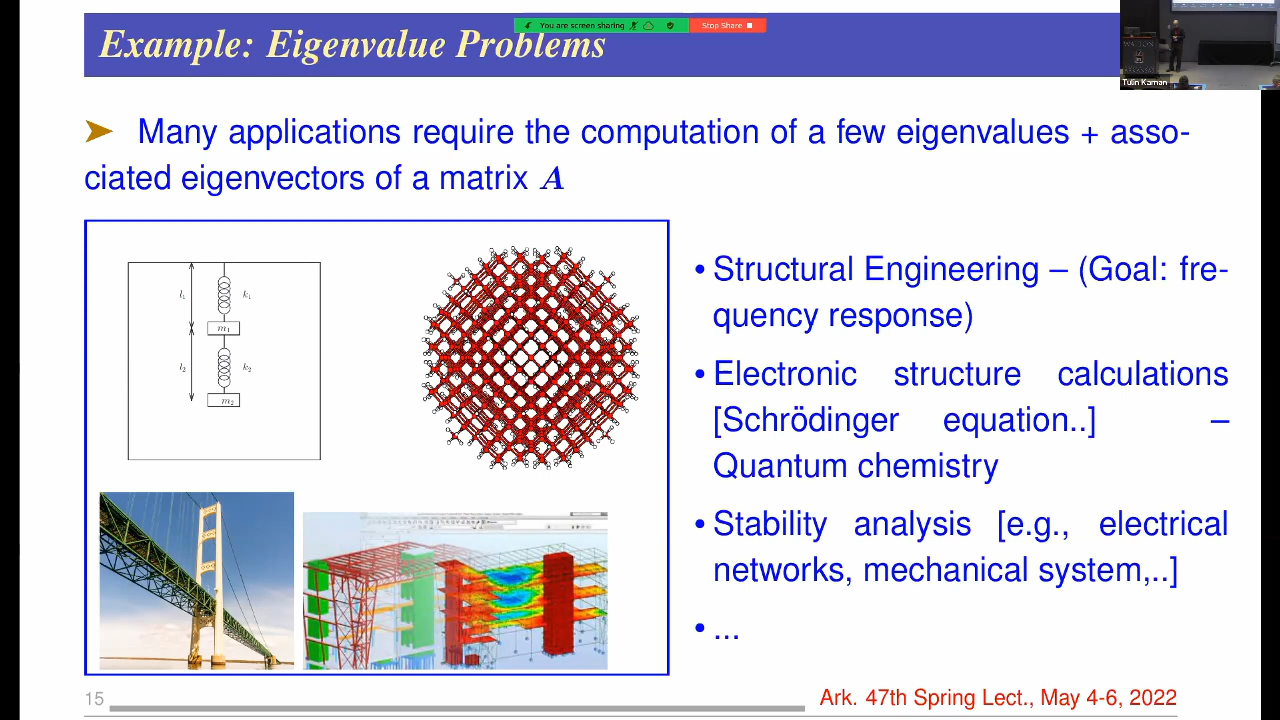 You are screen sharing
Stop Share
Example: Eigenvalue Problems
Tulin Kaman
➤ Many applications require the computation of a few eigenvalues + asso-
ciated eigenvectors of a matrix A
l1
k1
m1
l2
k2
m2
• Structural Engineering – (Goal: fre-
quency response)
• Electronic structure calculations
[Schrödinger equation..] –
Quantum chemistry
• Stability analysis [e.g., electrical
networks, mechanical system,..]
• ...
15
Ark. 47th Spring Lect., May 4-6, 2022